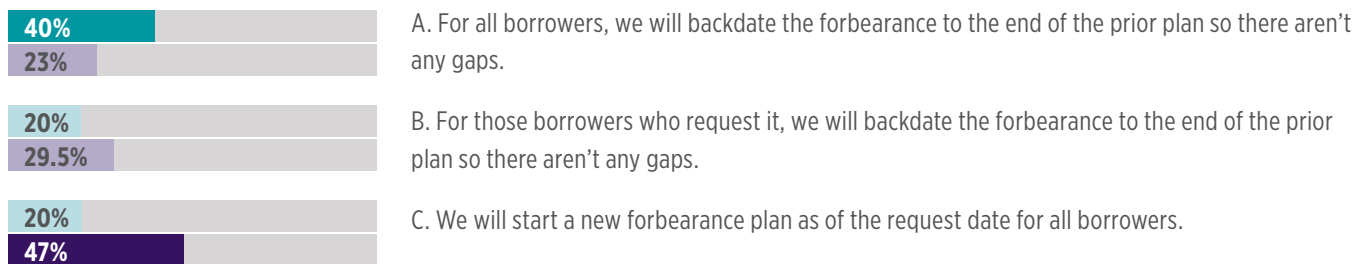 40%
A. For all borrowers, we will backdate the forbearance to the end of the prior plan so there aren’t
23%
any gaps.
20%
B. For those borrowers who request it, we will backdate the forbearance to the end of the prior
29.5%
plan so there aren’t any gaps.
20%
C. We will start a new forbearance plan as of the request date for all borrowers.
47%